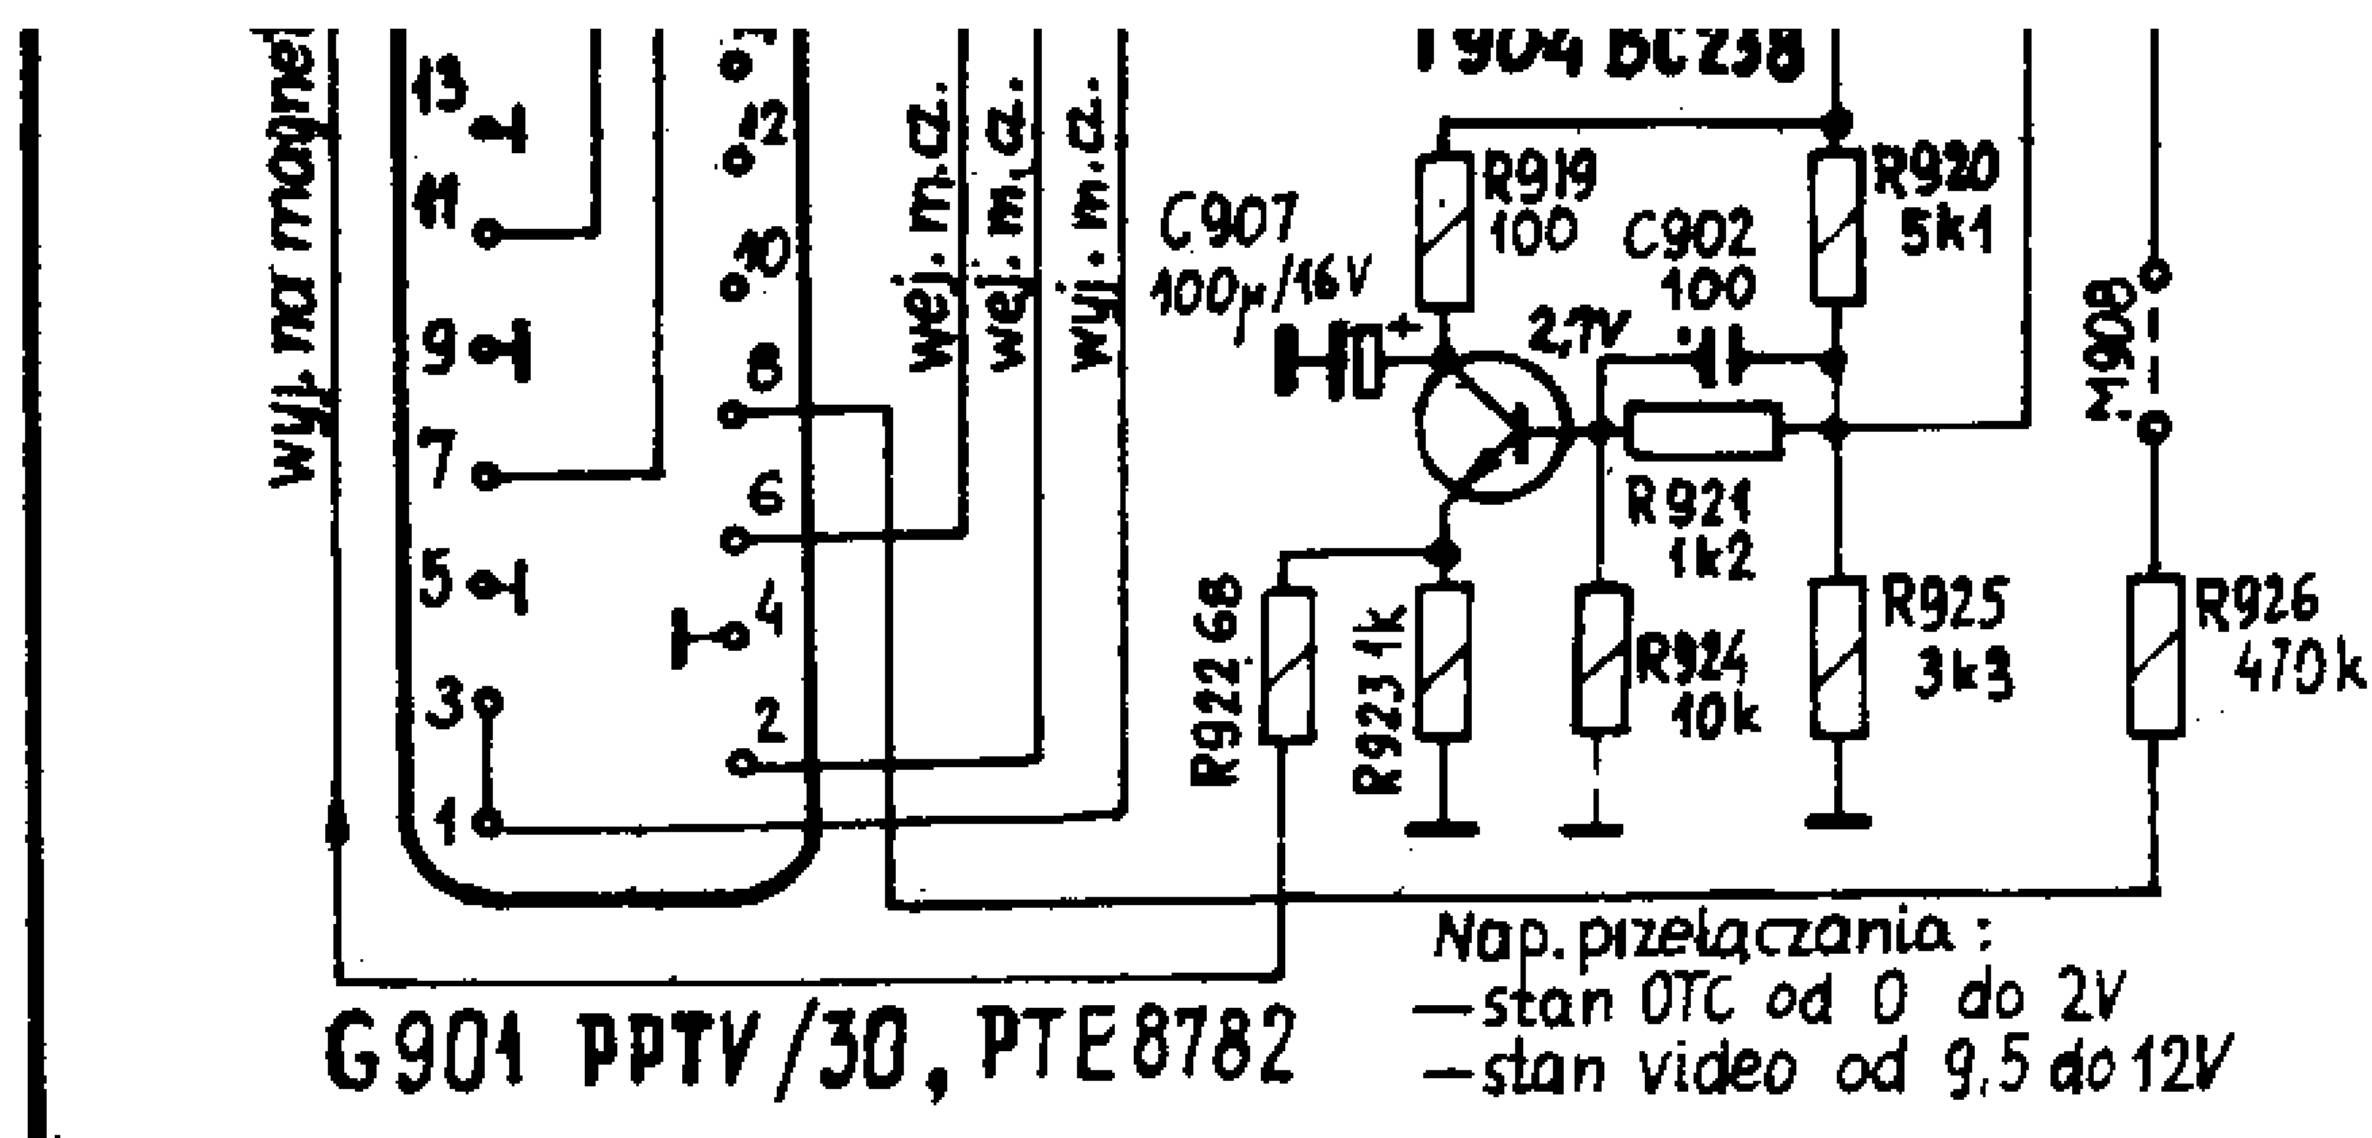 wyj. na magnet
13
11
9
7
5
3
1
12
10
8
6
4
2
wej. m.cz.
wej. m.cz.
wyj. m.cz.
T904 BC238
C907
100µ/16V
+
R919
100
C902
100
R920
5k1
2,7V
R921
1k2
R922 68
R923 1k
R924
10k
R925
3k3
R926
470k
Nap. przełączania :
— stan OTC od 0 do 2V
— stan video od 9,5 do 12V
G901 PPTV/30, PTE8782